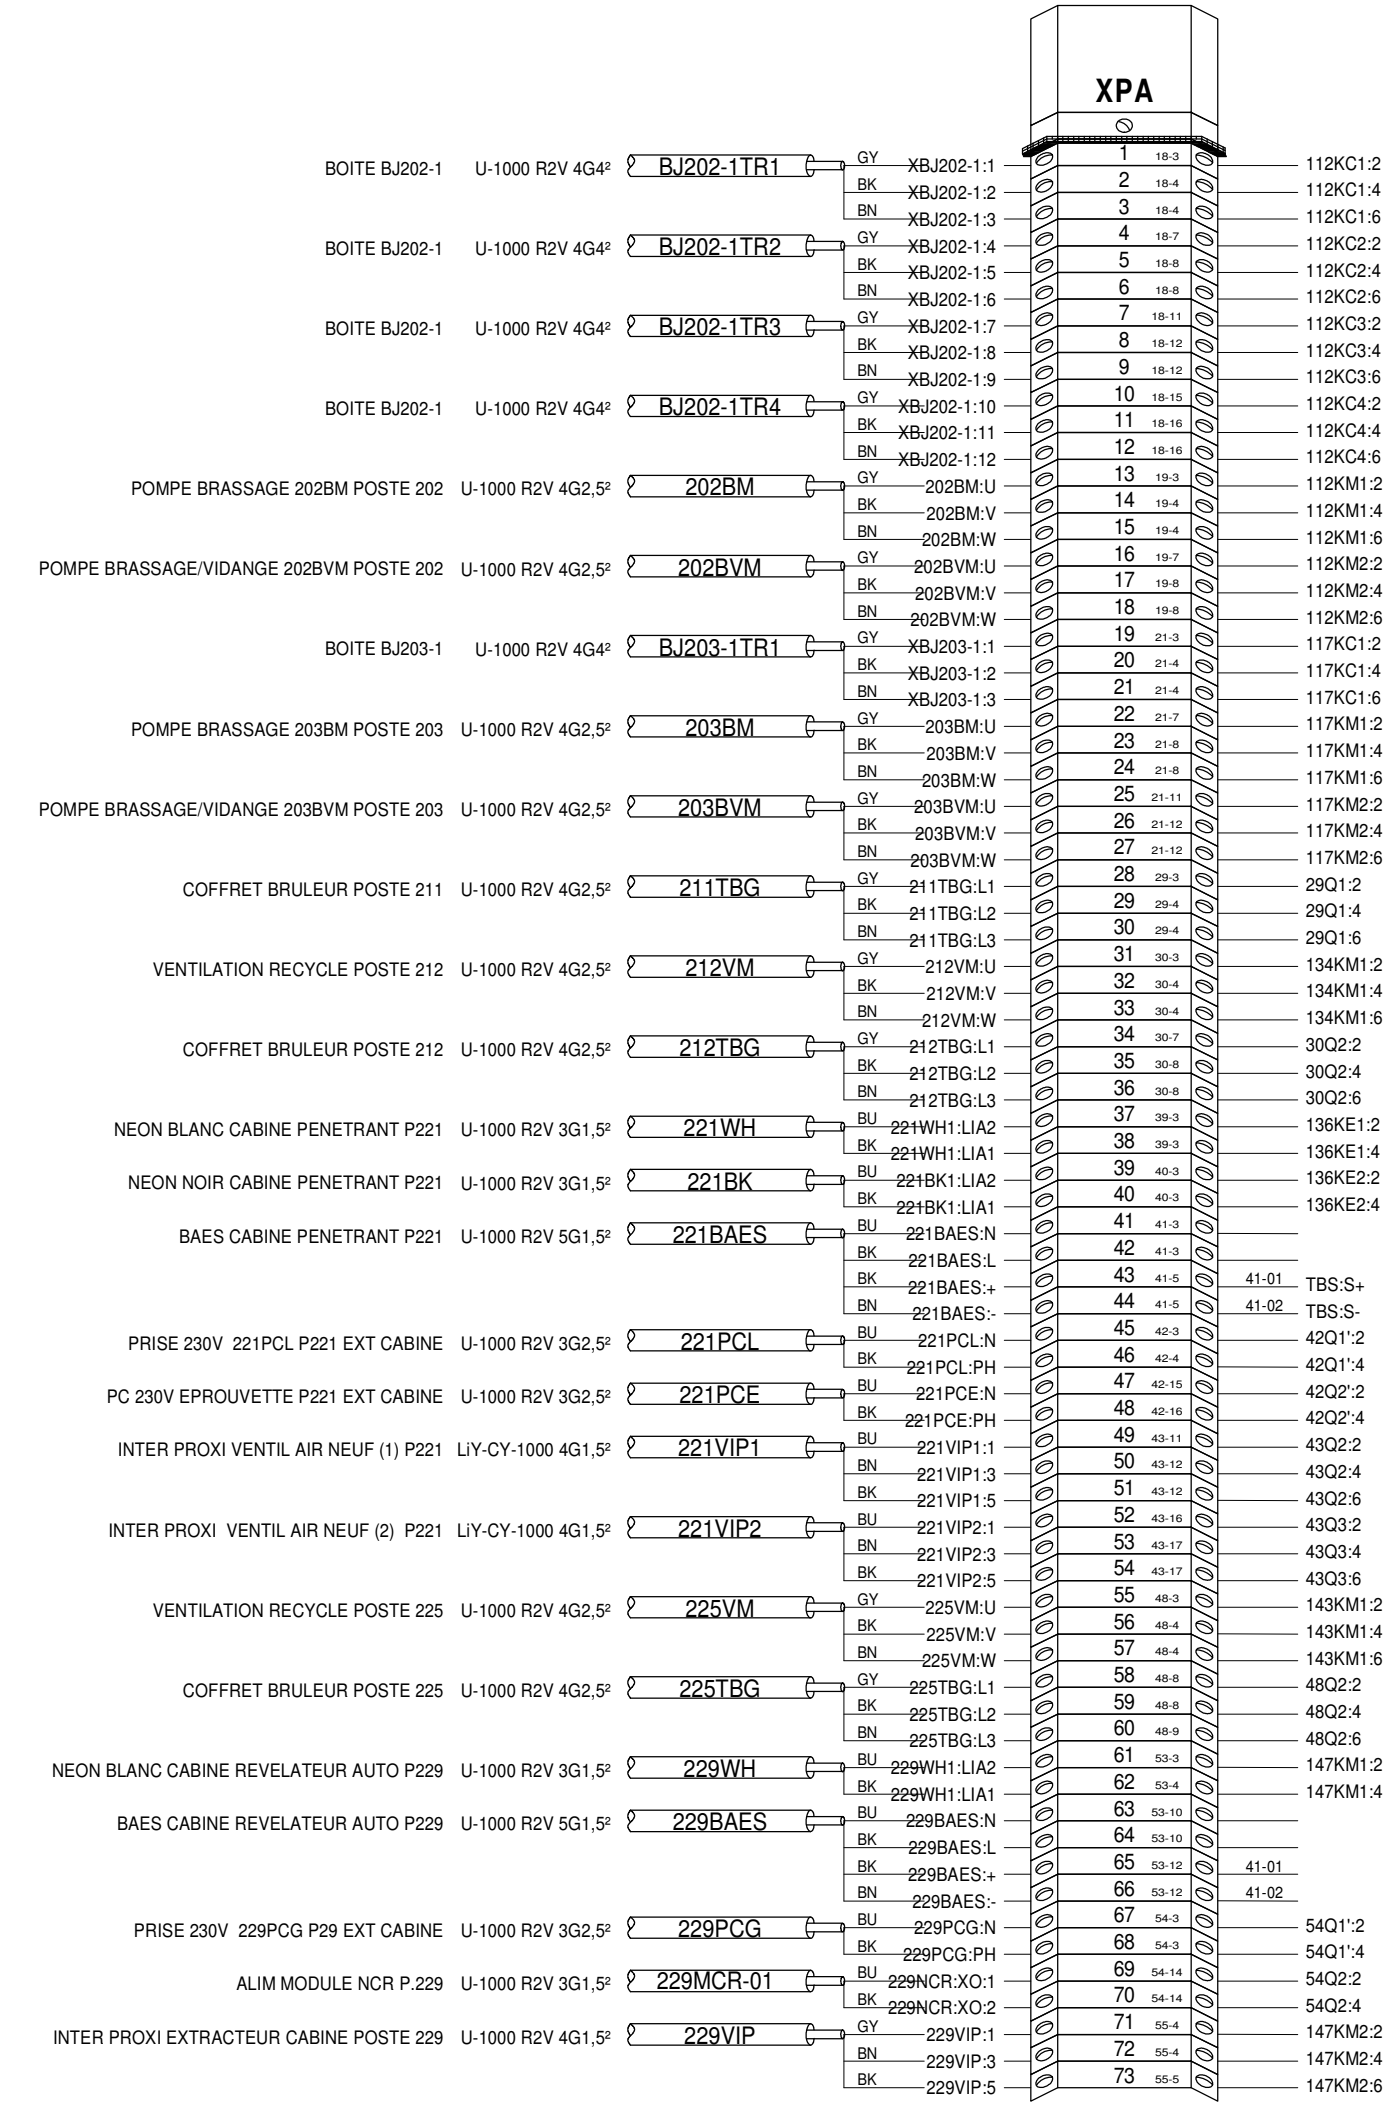 XPA
BOITE BJ202-1 U-1000 R2V 4G4² BJ202-1TR1 GY XBJ202-1:1 1 18-3 112KC1:2
BK XBJ202-1:2 2 18-4 112KC1:4
BN XBJ202-1:3 3 18-4 112KC1:6
BOITE BJ202-1 U-1000 R2V 4G4² BJ202-1TR2 GY XBJ202-1:4 4 18-7 112KC2:2
BK XBJ202-1:5 5 18-8 112KC2:4
BN XBJ202-1:6 6 18-8 112KC2:6
BOITE BJ202-1 U-1000 R2V 4G4² BJ202-1TR3 GY XBJ202-1:7 7 18-11 112KC3:2
BK XBJ202-1:8 8 18-12 112KC3:4
BN XBJ202-1:9 9 18-12 112KC3:6
BOITE BJ202-1 U-1000 R2V 4G4² BJ202-1TR4 GY XBJ202-1:10 10 18-15 112KC4:2
BK XBJ202-1:11 11 18-16 112KC4:4
BN XBJ202-1:12 12 18-16 112KC4:6
POMPE BRASSAGE 202BM POSTE 202 U-1000 R2V 4G2,5² 202BM GY 202BM:U 13 19-3 112KM1:2
BK 202BM:V 14 19-4 112KM1:4
BN 202BM:W 15 19-4 112KM1:6
POMPE BRASSAGE/VIDANGE 202BVM POSTE 202 U-1000 R2V 4G2,5² 202BVM GY 202BVM:U 16 19-7 112KM2:2
BK 202BVM:V 17 19-8 112KM2:4
BN 202BVM:W 18 19-8 112KM2:6
BOITE BJ203-1 U-1000 R2V 4G4² BJ203-1TR1 GY XBJ203-1:1 19 21-3 117KC1:2
BK XBJ203-1:2 20 21-4 117KC1:4
BN XBJ203-1:3 21 21-4 117KC1:6
POMPE BRASSAGE 203BM POSTE 203 U-1000 R2V 4G2,5² 203BM GY 203BM:U 22 21-7 117KM1:2
BK 203BM:V 23 21-8 117KM1:4
BN 203BM:W 24 21-8 117KM1:6
POMPE BRASSAGE/VIDANGE 203BVM POSTE 203 U-1000 R2V 4G2,5² 203BVM GY 203BVM:U 25 21-11 117KM2:2
BK 203BVM:V 26 21-12 117KM2:4
BN 203BVM:W 27 21-12 117KM2:6
COFFRET BRULEUR POSTE 211 U-1000 R2V 4G2,5² 211TBG GY 211TBG:L1 28 29-3 29Q1:2
BK 211TBG:L2 29 29-4 29Q1:4
BN 211TBG:L3 30 29-4 29Q1:6
VENTILATION RECYCLE POSTE 212 U-1000 R2V 4G2,5² 212VM GY 212VM:U 31 30-3 134KM1:2
BK 212VM:V 32 30-4 134KM1:4
BN 212VM:W 33 30-4 134KM1:6
COFFRET BRULEUR POSTE 212 U-1000 R2V 4G2,5² 212TBG GY 212TBG:L1 34 30-7 30Q2:2
BK 212TBG:L2 35 30-8 30Q2:4
BN 212TBG:L3 36 30-8 30Q2:6
NEON BLANC CABINE PENETRANT P221 U-1000 R2V 3G1,5² 221WH BU 221WH1:LIA2 37 39-3 136KE1:2
BK 221WH1:LIA1 38 39-3 136KE1:4
NEON NOIR CABINE PENETRANT P221 U-1000 R2V 3G1,5² 221BK BU 221BK1:LIA2 39 40-3 136KE2:2
BK 221BK1:LIA1 40 40-3 136KE2:4
BAES CABINE PENETRANT P221 U-1000 R2V 5G1,5² 221BAES BU 221BAES:N 41 41-3
BK 221BAES:L 42 41-3
BK 221BAES:+ 43 41-5 41-01 TBS:S+
BN 221BAES:- 44 41-5 41-02 TBS:S-
PRISE 230V 221PCL P221 EXT CABINE U-1000 R2V 3G2,5² 221PCL BU 221PCL:N 45 42-3 42Q1':2
BK 221PCL:PH 46 42-4 42Q1':4
PC 230V EPROUVETTE P221 EXT CABINE U-1000 R2V 3G2,5² 221PCE BU 221PCE:N 47 42-15 42Q2':2
BK 221PCE:PH 48 42-16 42Q2':4
INTER PROXI VENTIL AIR NEUF (1) P221 LiY-CY-1000 4G1,5² 221VIP1 BU 221VIP1:1 49 43-11 43Q2:2
BN 221VIP1:3 50 43-12 43Q2:4
BK 221VIP1:5 51 43-12 43Q2:6
INTER PROXI VENTIL AIR NEUF (2) P221 LiY-CY-1000 4G1,5² 221VIP2 BU 221VIP2:1 52 43-16 43Q3:2
BN 221VIP2:3 53 43-17 43Q3:4
BK 221VIP2:5 54 43-17 43Q3:6
VENTILATION RECYCLE POSTE 225 U-1000 R2V 4G2,5² 225VM GY 225VM:U 55 48-3 143KM1:2
BK 225VM:V 56 48-4 143KM1:4
BN 225VM:W 57 48-4 143KM1:6
COFFRET BRULEUR POSTE 225 U-1000 R2V 4G2,5² 225TBG GY 225TBG:L1 58 48-8 48Q2:2
BK 225TBG:L2 59 48-8 48Q2:4
BN 225TBG:L3 60 48-9 48Q2:6
NEON BLANC CABINE REVELATEUR AUTO P229 U-1000 R2V 3G1,5² 229WH BU 229WH1:LIA2 61 53-3 147KM1:2
BK 229WH1:LIA1 62 53-4 147KM1:4
BAES CABINE REVELATEUR AUTO P229 U-1000 R2V 5G1,5² 229BAES BU 229BAES:N 63 53-10
BK 229BAES:L 64 53-10
BK 229BAES:+ 65 53-12 41-01
BN 229BAES:- 66 53-12 41-02
PRISE 230V 229PCG P29 EXT CABINE U-1000 R2V 3G2,5² 229PCG BU 229PCG:N 67 54-3 54Q1':2
BK 229PCG:PH 68 54-3 54Q1':4
ALIM MODULE NCR P.229 U-1000 R2V 3G1,5² 229MCR-01 BU 229NCR:XO:1 69 54-14 54Q2:2
BK 229NCR:XO:2 70 54-14 54Q2:4
INTER PROXI EXTRACTEUR CABINE POSTE 229 U-1000 R2V 4G1,5² 229VIP GY 229VIP:1 71 55-4 147KM2:2
BN 229VIP:3 72 55-4 147KM2:4
BK 229VIP:5 73 55-5 147KM2:6